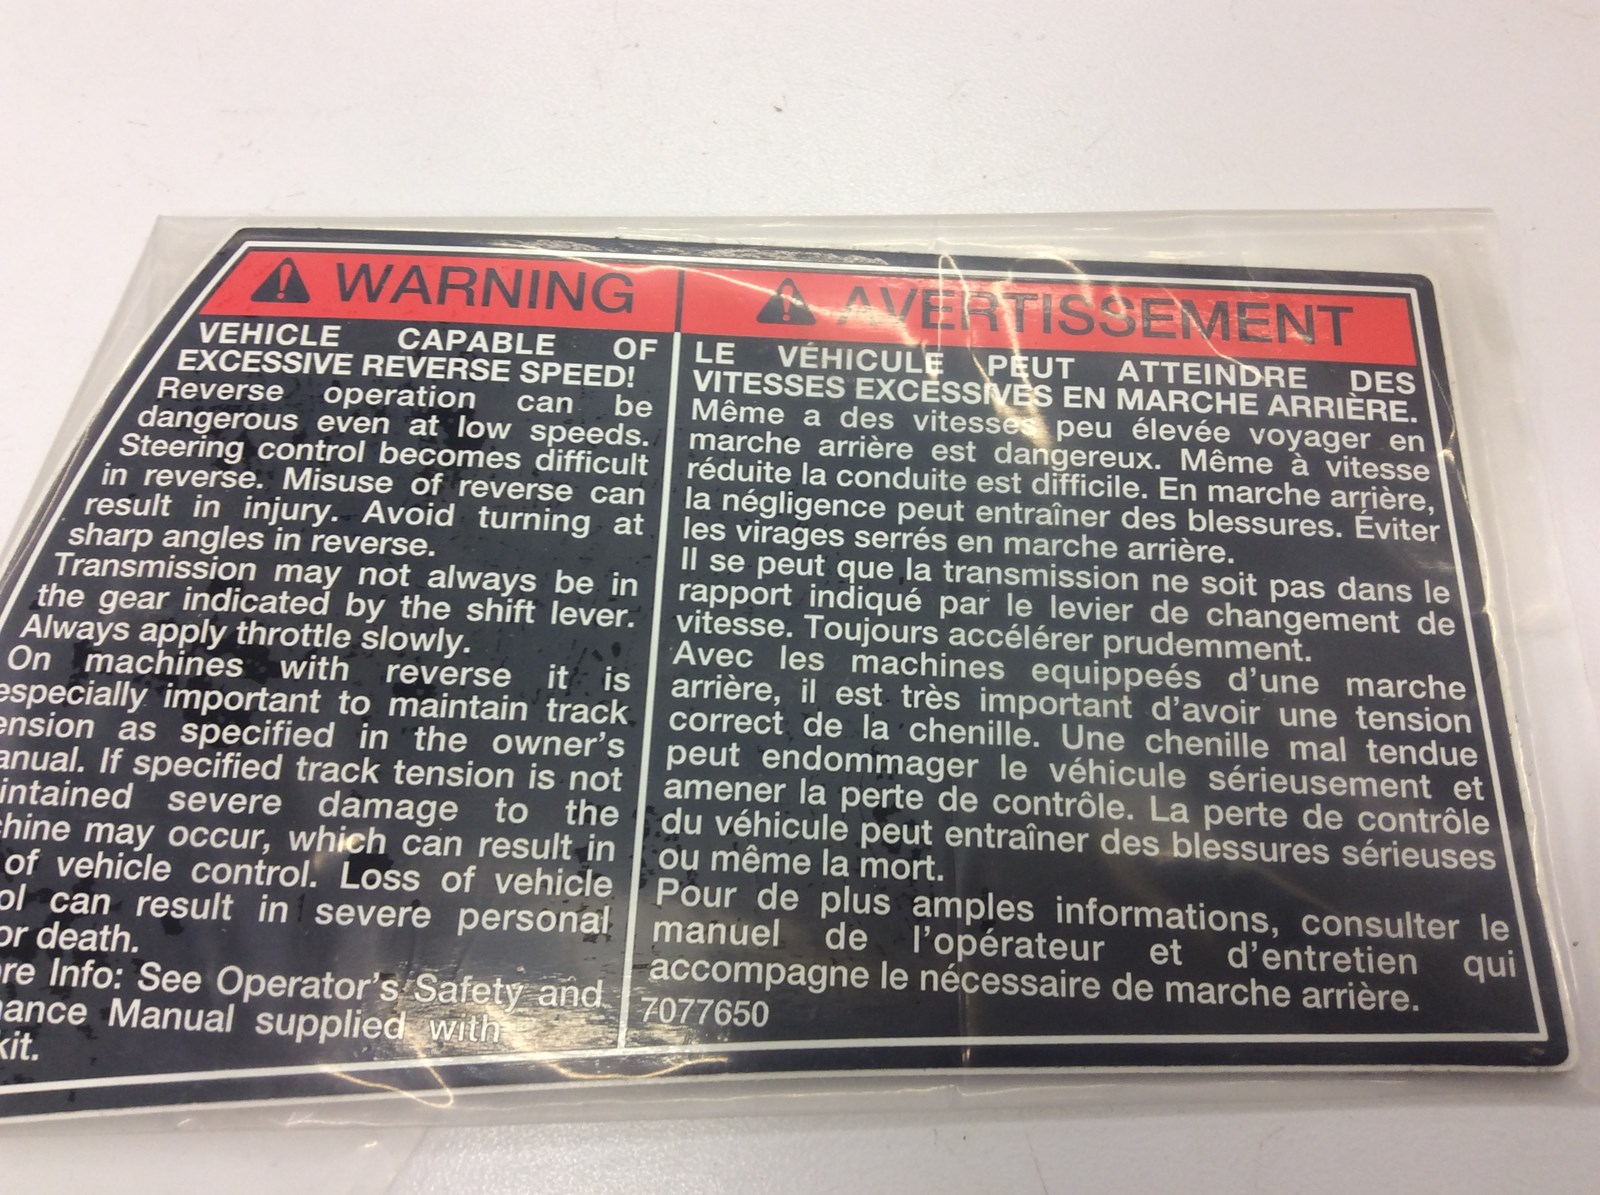 WARNING
VEHICLE CAPABLE OF
EXCESSIVE REVERSE SPEED!
Reverse operation can be
dangerous even at low speeds.
Steering control becomes difficult
in reverse. Misuse of reverse can
result in injury. Avoid turning at
sharp angles in reverse.
Transmission may not always be in
the gear indicated by the shift lever.
Always apply throttle slowly.
On machines with reverse it is
especially important to maintain track
ension as specified in the owner's
anual. If specified track tension is not
intained severe damage to the
hine may occur, which can result in
of vehicle control. Loss of vehicle
ol can result in severe personal
or death.
re Info: See Operator's Safety and
ance Manual supplied with
kit.
AVERTISSEMENT
LE VÉHICULE PEUT ATTEINDRE DES
VITESSES EXCESSIVES EN MARCHE ARRIÈRE.
Même a des vitesses peu élevée voyager en
marche arrière est dangereux. Même à vitesse
réduite la conduite est difficile. En marche arrière,
la négligence peut entraîner des blessures. Éviter
les virages serrés en marche arrière.
Il se peut que la transmission ne soit pas dans le
rapport indiqué par le levier de changement de
vitesse. Toujours accélérer prudemment.
Avec les machines equippeés d'une marche
arrière, il est très important d'avoir une tension
correct de la chenille. Une chenille mal tendue
peut endommager le véhicule sérieusement et
amener la perte de contrôle. La perte de contrôle
du véhicule peut entraîner des blessures sérieuses
ou même la mort.
Pour de plus amples informations, consulter le
manuel de l'opérateur et d'entretien qui
accompagne le nécessaire de marche arrière.
7077650